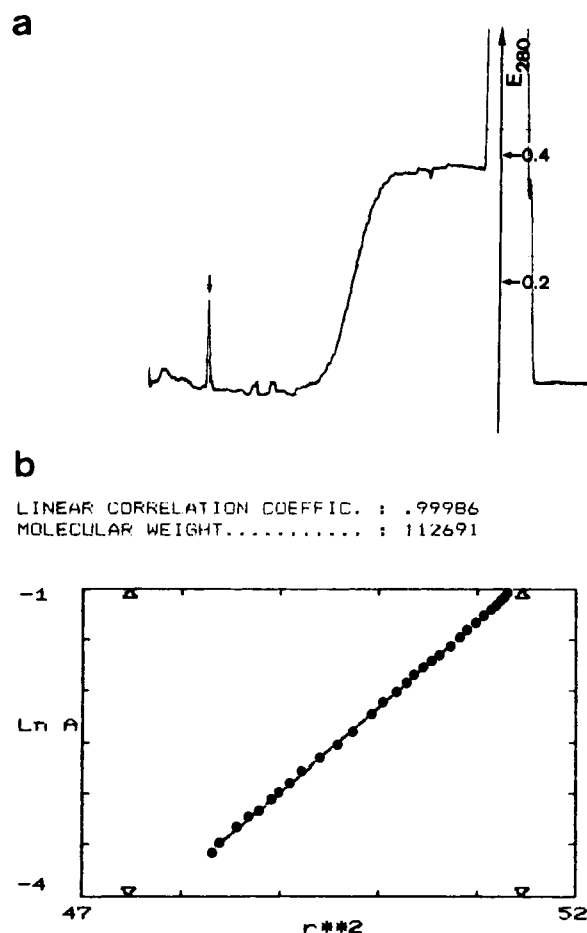 a
E280
0.4
0.2
b
LINEAR CORRELATION COEFFIC. : .99986
MOLECULAR WEIGHT........... : 112691
-1
Ln A
-4
47
52
r**2